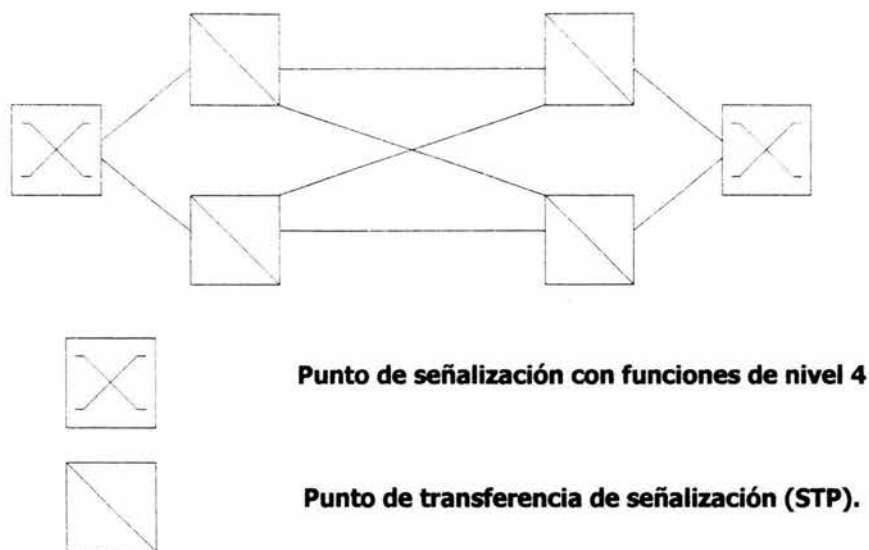 Punto de señalización con funciones de nivel 4
Punto de transferencia de señalización (STP).